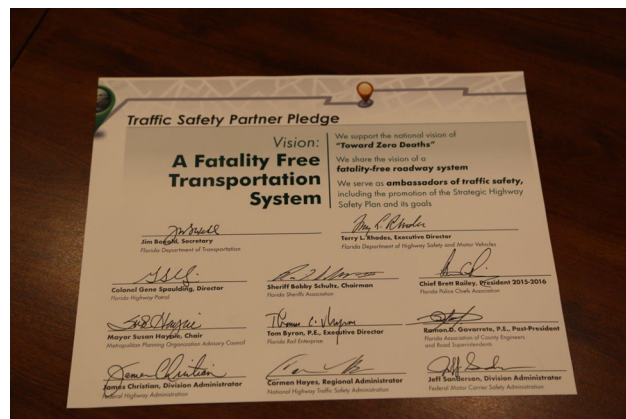 Traffic Safety Partner Pledge
Vision:
A Fatality Free
Transportation
System
We support the national vision of
"Toward Zero Deaths"
We share the vision of a
fatality-free roadway system
We serve as ambassadors of traffic safety,
including the promotion of the Strategic Highway
Safety Plan and its goals
Jim Boxold, Secretary
Florida Department of Transportation
Terry L. Rhodes, Executive Director
Florida Department of Highway Safety and Motor Vehicles
Colonel Gene Spaulding, Director
Florida Highway Patrol
Sheriff Bobby Schultz, Chairman
Florida Sheriffs Association
Chief Brett Railey, President 2015-2016
Florida Police Chiefs Association
Mayor Susan Haynie, Chair
Metropolitan Planning Organization Advisory Council
Tom Byron, P.E., Executive Director
Florida Rail Enterprise
Ramon D. Gavarrete, P.E., Past-President
Florida Association of County Engineers
and Road Superintendents
James Christian, Division Administrator
Federal Highway Administration
Carmen Hayes, Regional Administrator
National Highway Traffic Safety Administration
Jeff Sanderson, Division Administrator
Federal Motor Carrier Safety Administration